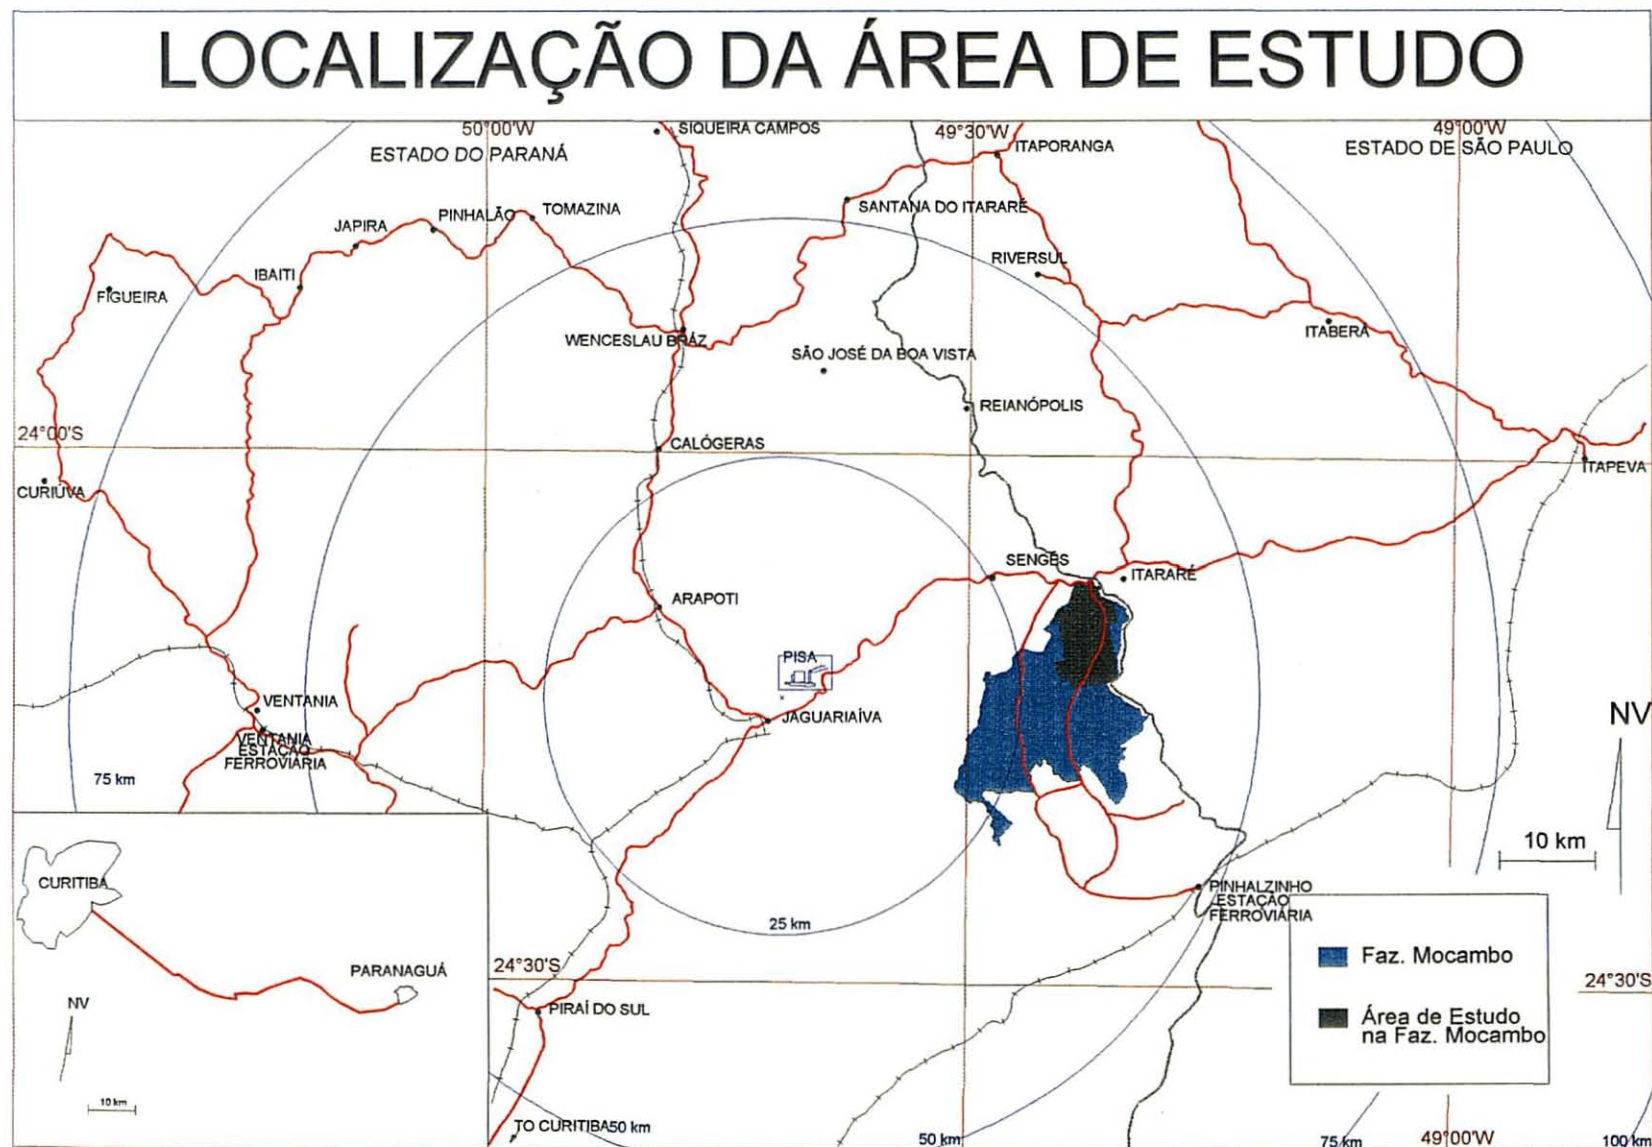 LOCALIZAÇÃO DA ÁREA DE ESTUDO
50°00'W
SIQUEIRA CAMPOS
49°30'W
49°00'W
ESTADO DO PARANÁ
ITAPORANGA
ESTADO DE SÃO PAULO
SANTANA DO ITARARÉ
TOMAZINA
PINHALÃO
JAPIRA
RIVERSUL
IBAITI
FIGUEIRA
ITABERÁ
WENCESLAU BRÁZ
SÃO JOSÉ DA BOA VISTA
REIANÓPOLIS
24°00'S
CALÓGERAS
ITAPEVA
CURIÚVA
SENGÉS
ITARARÉ
ARAPOTI
PISA
VENTANIA
JAGUARIAÍVA
NV
VENTANIA
ESTAÇÃO
FERROVIÁRIA
75 km
10 km
CURITIBA
PINHALZINHO
ESTAÇÃO
FERROVIÁRIA
25 km
Faz. Mocambo
24°30'S
PARANAGUÁ
24°30'S
NV
PIRAÍ DO SUL
Área de Estudo
na Faz. Mocambo
10 km
TO CURITIBA
50 km
50 km
75 km
49°00'W
100 km